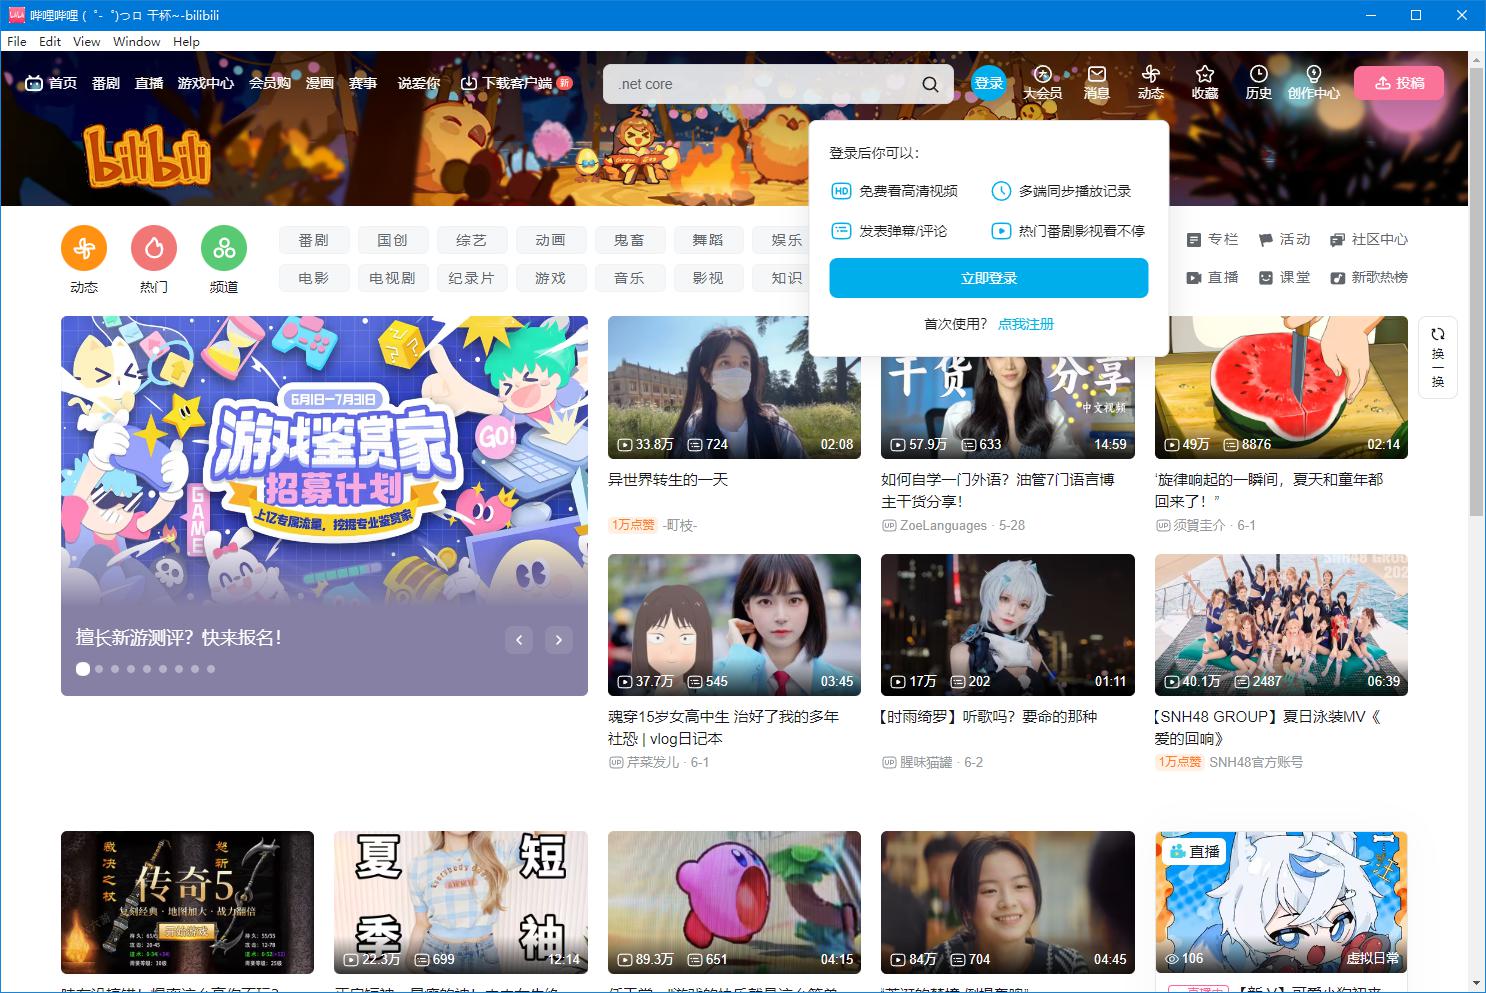 哔哩哔哩 (゜-゜)つロ 干杯~-bilibili
File Edit View Window Help
首页 番剧 直播 游戏中心 会员购 漫画 赛事 说爱你 下载客户端 新
.net core
登录 大会员 消息 动态 收藏 历史 创作中心 投稿
bilibili
登录后你可以：
HD 免费看高清视频 多端同步播放记录
发表弹幕/评论 热门番剧影视看不停
立即登录
首次使用？ 点我注册
动态 热门 频道
番剧 国创 综艺 动画 鬼畜 舞蹈 娱乐
电影 电视剧 纪录片 游戏 音乐 影视 知识
专栏 活动 社区中心
直播 课堂 新歌热榜
换一换
6月1日—7月31日
游戏鉴赏家
招募计划
上亿专属流量，挖掘专业鉴赏家
GO!
GAME
擅长新游测评？快来报名！
33.8万 724 02:08
异世界转生的一天
1万点赞 -町枝-
干货 分享
中文视频
57.9万 633 14:59
如何自学一门外语？油管7门语言博
主干货分享！
UP ZoeLanguages · 5-28
49万 8876 02:14
“旋律响起的一瞬间，夏天和童年都
回来了！”
UP 须贺圭介 · 6-1
37.7万 545 03:45
魂穿15岁女高中生 治好了我的多年
社恐 | vlog日记本
UP 芹菜发儿 · 6-1
17万 202 01:11
【时雨绮罗】听歌吗？要命的那种
UP 腥味猫罐 · 6-2
SNH48 GROU
202
40.1万 2487 06:39
【SNH48 GROUP】夏日泳装MV《
爱的回响》
1万点赞 SNH48官方账号
裁决之杖
怒斩
传奇5
复刻经典·地图加大·战力翻倍
开始游戏
夏 短
季 袖
22.3万 699 12:14
89.3万 651 04:15
84万 704 04:45
直播
106 虚拟日常